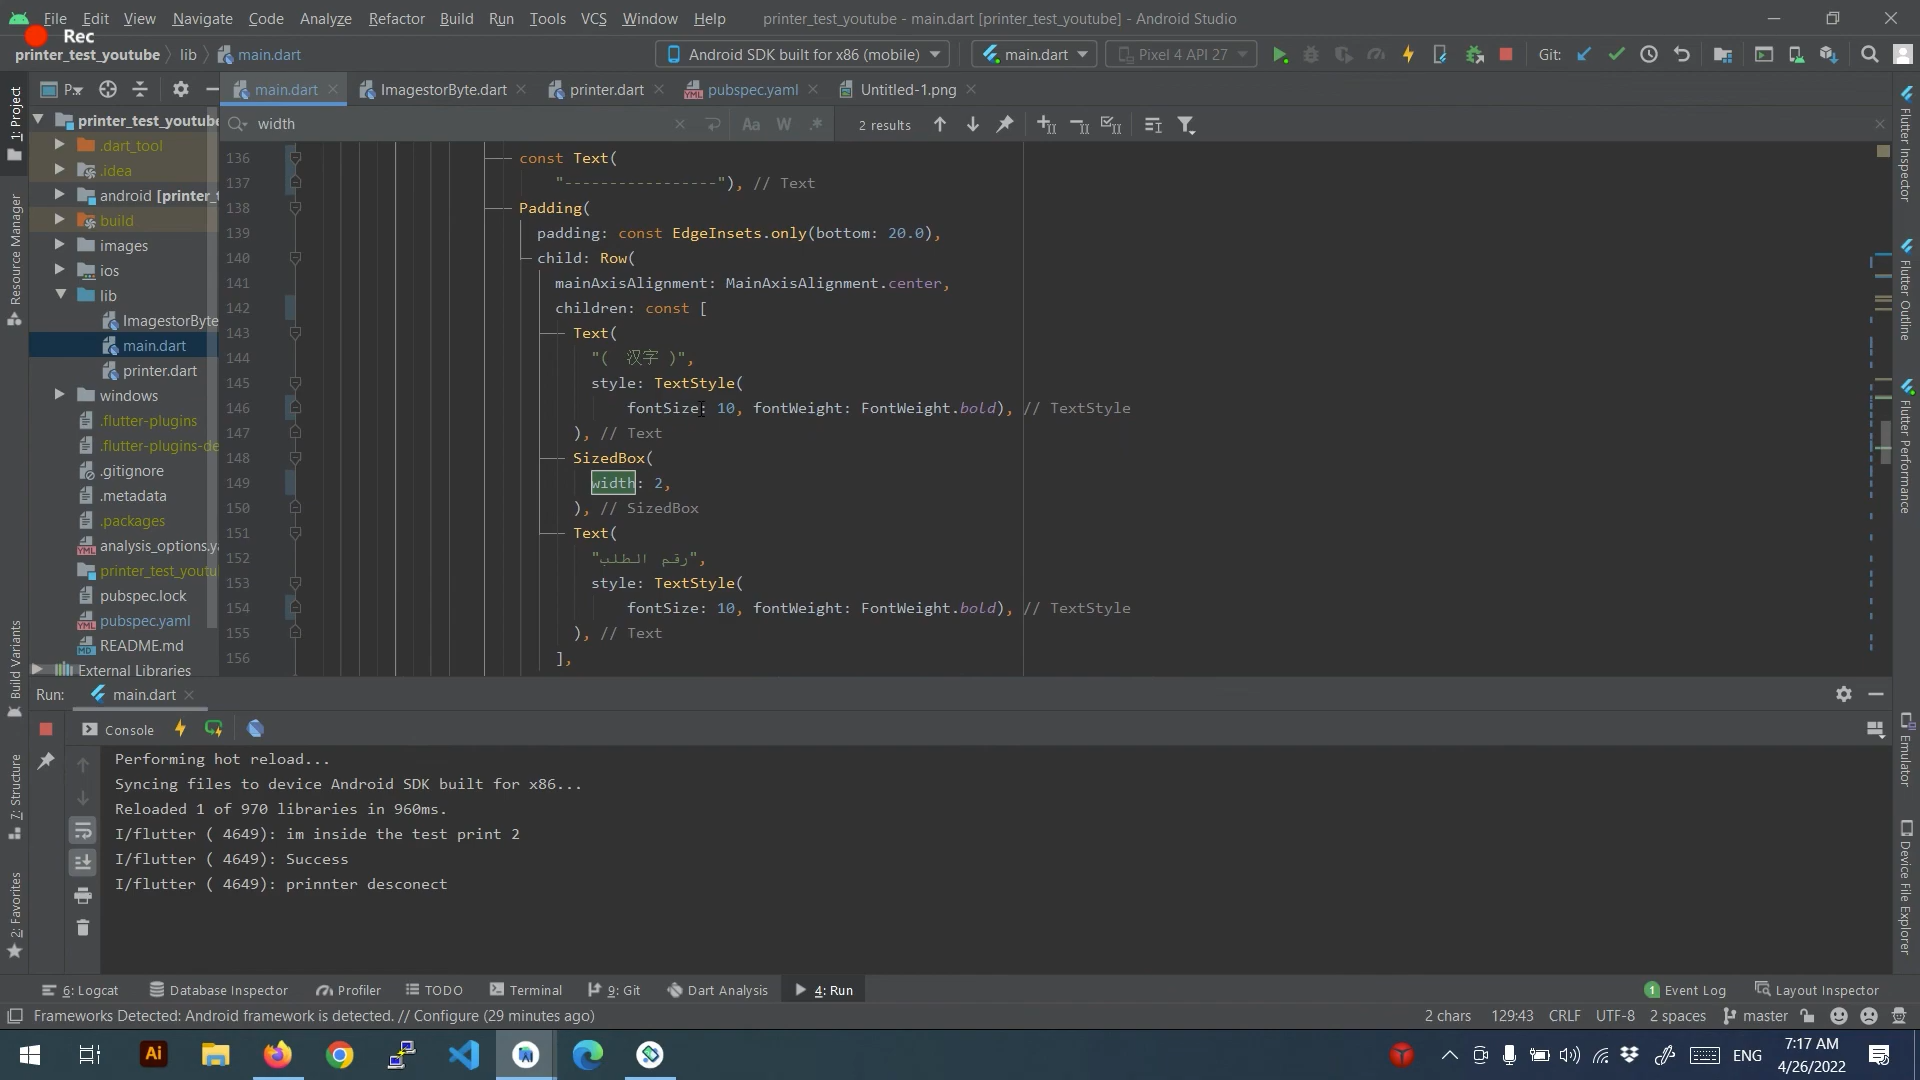 File Edit View Navigate Code Analyze Refactor Build Run Tools VCS Window Help printer_test_youtube - main.dart [printer_test_youtube] - Android Studio
Rec
printer_test_youtube lib main.dart Android SDK built for x86 (mobile) main.dart Pixel 4 API 27 Git:
1: Project P... main.dart ImagestorByte.dart printer.dart pubspec.yaml Untitled-1.png
printer_test_youtube width Aa W .* 2 results
.dart_tool
.idea
android [printer_t
build
images
ios
lib
ImagestorByte
main.dart
printer.dart
windows
.flutter-plugins
.flutter-plugins-de
.gitignore
.metadata
.packages
analysis_options.ya
printer_test_youtu
pubspec.lock
pubspec.yaml
README.md
External Libraries
136 const Text(
137 "-----------------"), // Text
138 Padding(
139 padding: const EdgeInsets.only(bottom: 20.0),
140 child: Row(
141 mainAxisAlignment: MainAxisAlignment.center,
142 children: const [
143 Text(
144 "(  汉字 )",
145 style: TextStyle(
146 fontSize: 10, fontWeight: FontWeight.bold), // TextStyle
147 ), // Text
148 SizedBox(
149 width: 2,
150 ), // SizedBox
151 Text(
152 "رقم الطلب",
153 style: TextStyle(
154 fontSize: 10, fontWeight: FontWeight.bold), // TextStyle
155 ), // Text
156 ],
Resource Manager
Build Variants
7: Structure
2: Favorites
Flutter Inspector
Flutter Outline
Flutter Performance
Emulator
Device File Explorer
Run: main.dart
Console
Performing hot reload...
Syncing files to device Android SDK built for x86...
Reloaded 1 of 970 libraries in 960ms.
I/flutter ( 4649): im inside the test print 2
I/flutter ( 4649): Success
I/flutter ( 4649): prinnter desconect
6: Logcat Database Inspector Profiler TODO Terminal 9: Git Dart Analysis 4: Run 1 Event Log Layout Inspector
Frameworks Detected: Android framework is detected. // Configure (29 minutes ago) 2 chars 129:43 CRLF UTF-8 2 spaces master
Ai ENG 7:17 AM
4/26/2022